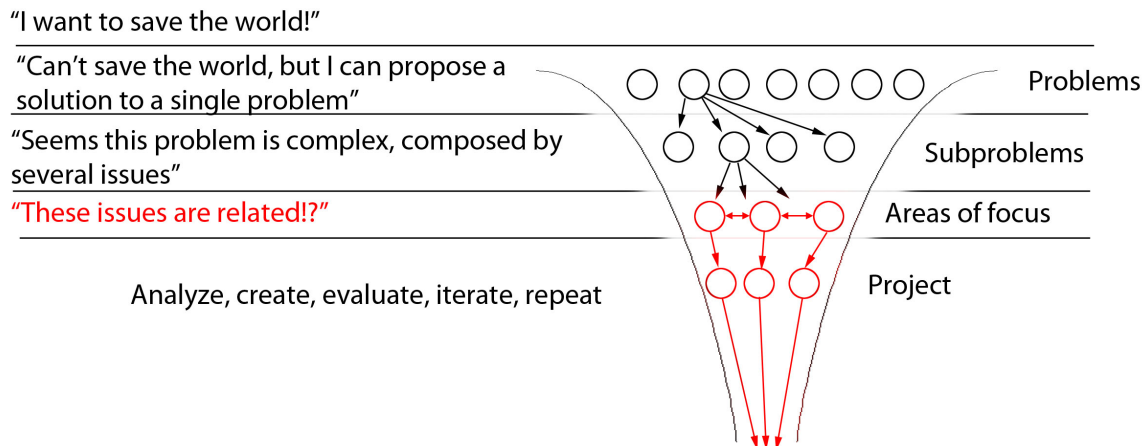 “I want to save the world!”
“Can’t save the world, but I can propose a
solution to a single problem”
Problems
“Seems this problem is complex, composed by
several issues”
Subproblems
“These issues are related!?”
Areas of focus
Analyze, create, evaluate, iterate, repeat
Project